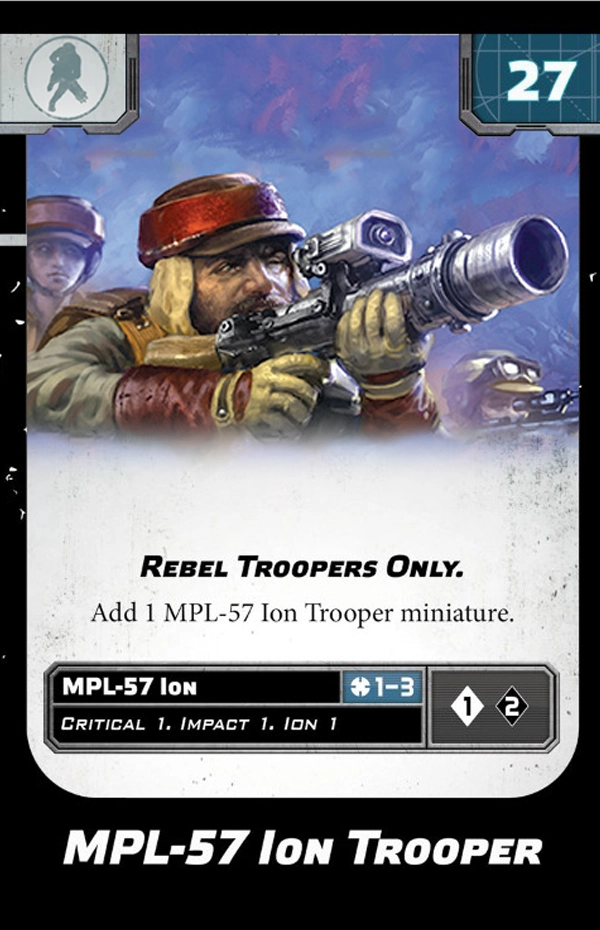 27
Rebel Troopers Only.
Add 1 MPL-57 Ion Trooper miniature.
MPL-57 Ion 1–3
Critical 1. Impact 1. Ion 1
1 2
MPL-57 Ion Trooper